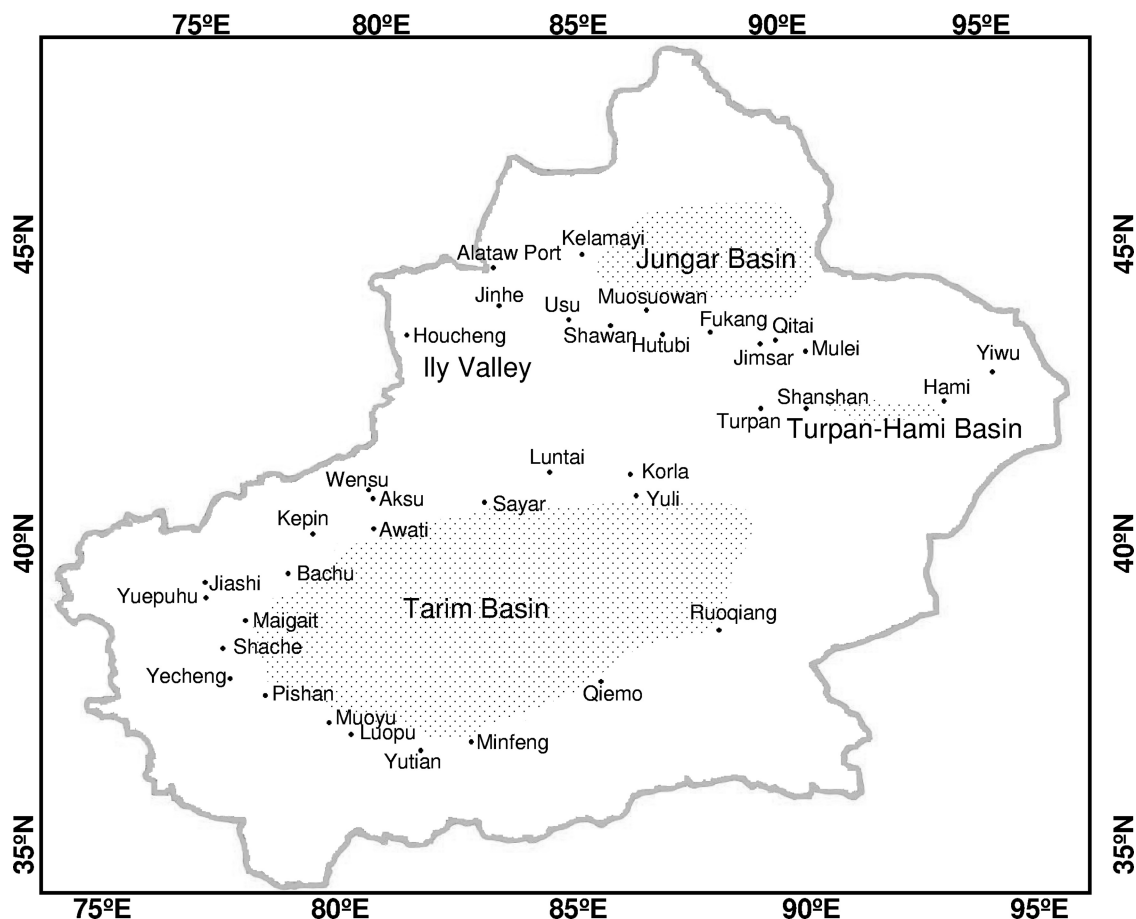 75ºE 80ºE 85ºE 90ºE 95ºE
45ºN
45ºN
Kelamayi
Alataw Port
Jungar Basin
Jinhe
Muosuowan
Usu
Fukang
Qitai
Houcheng
Shawan
Hutubi
Jimsar
Mulei
Yiwu
Ily Valley
Hami
Shanshan
Turpan
Turpan-Hami Basin
Luntai
Korla
Wensu
Aksu
Sayar
Yuli
Kepin
Awati
40ºN
40ºN
Bachu
Jiashi
Yuepuhu
Tarim Basin
Ruoqiang
Maigait
Shache
Yecheng
Pishan
Qiemo
Muoyu
Luopu
Minfeng
Yutian
35ºN
35ºN
75ºE 80ºE 85ºE 90ºE 95ºE